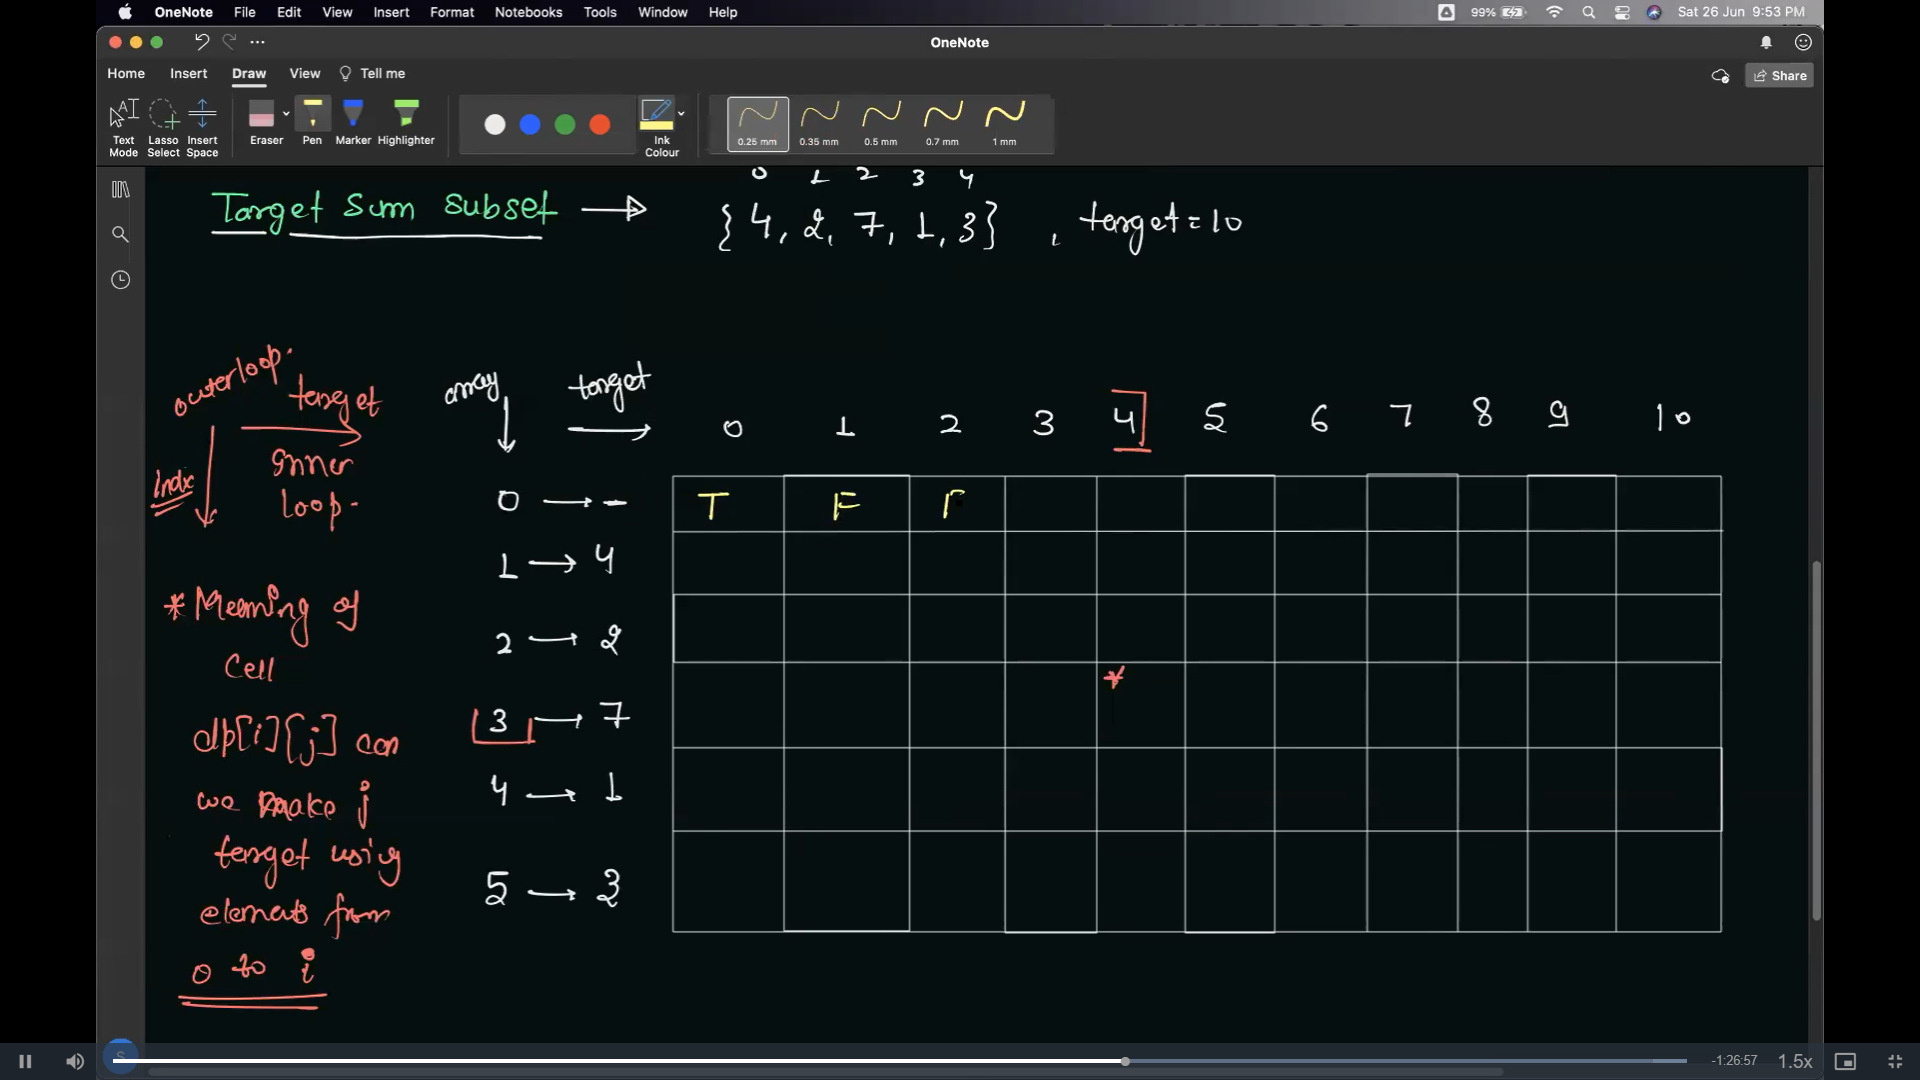 OneNote File Edit View Insert Format Notebooks Tools Window Help 99% Sat 26 Jun 9:53 PM
OneNote
Home Insert Draw View Tell me Share
Text Mode Lasso Select Insert Space Eraser Pen Marker Highlighter Ink Colour 0.25 mm 0.35 mm 0.5 mm 0.7 mm 1 mm
0 1 2 3 4
Target Sum Subset → {4, 2, 7, 1, 3} , target = 10
outerloop.
target
Index
Inner
loop.
array target
0 1 2 3 4 5 6 7 8 9 10
0 → - T F F
1 → 4
2 → 2
3 → 7 *
4 → 1
5 → 3
* Meaning of
Cell
dp[i][j] can
we make j
target using
elements from
0 to i
S
-1:26:57 1.5x